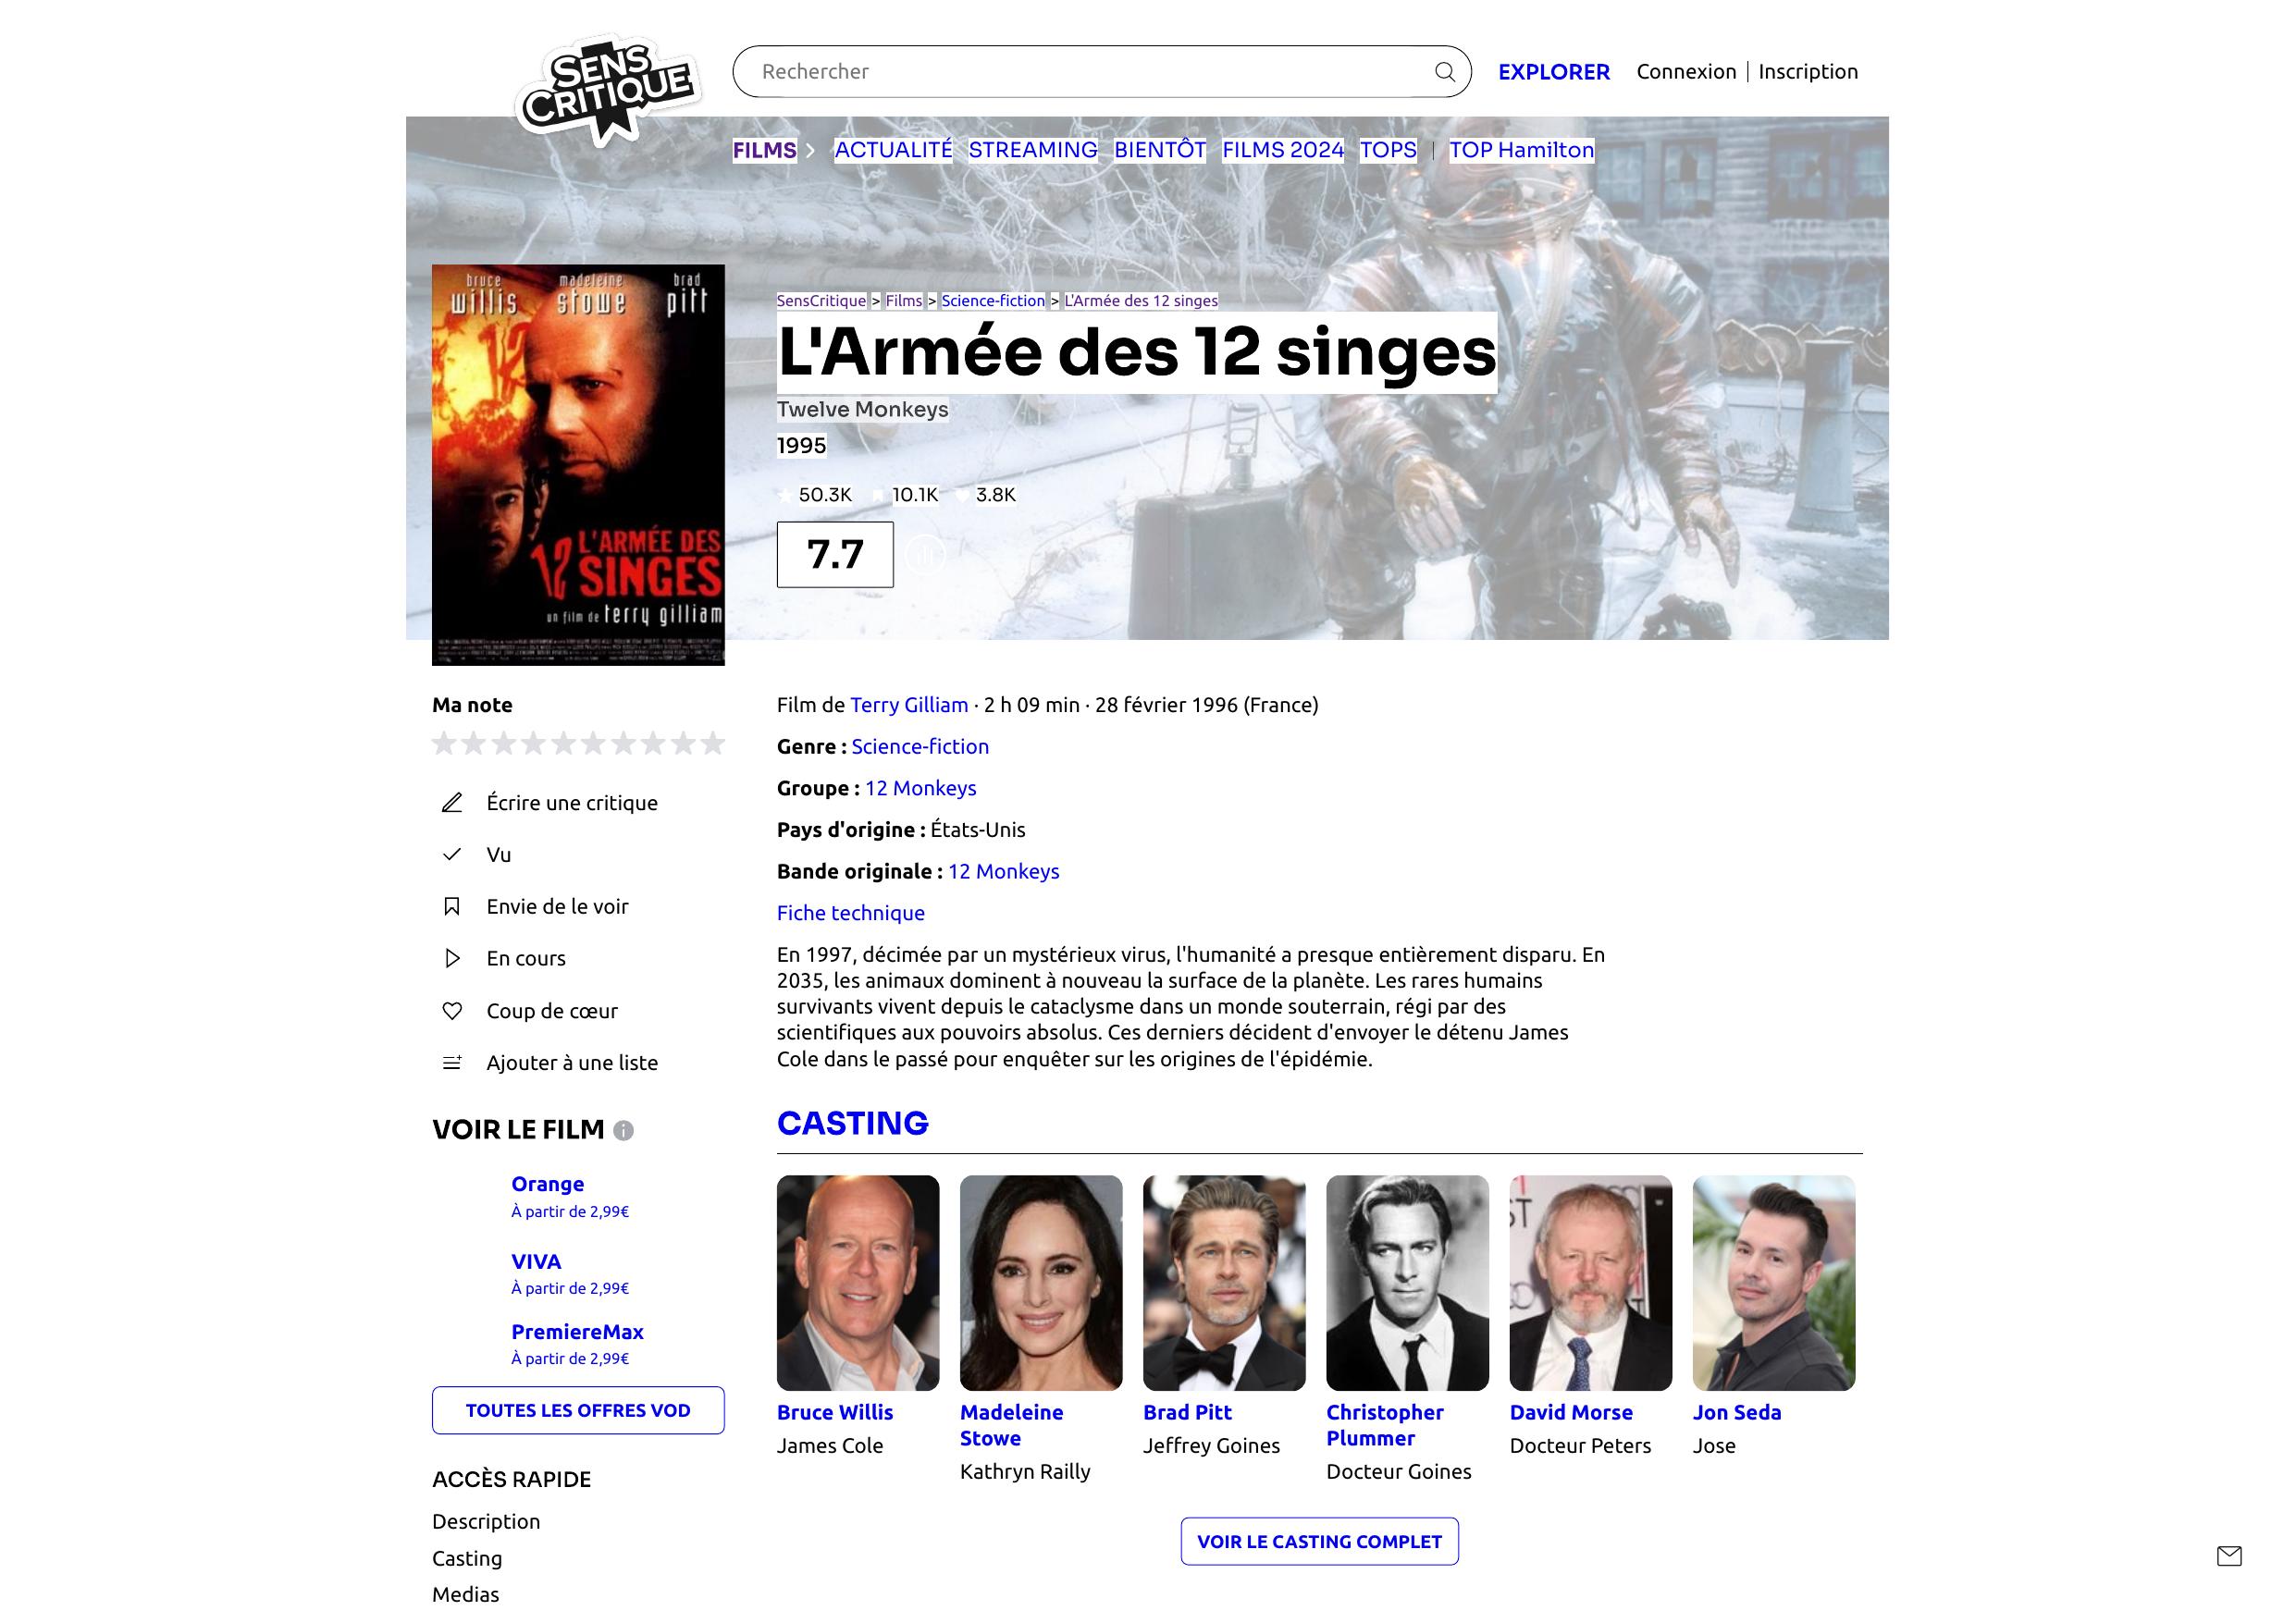 SENS
CRITIQUE
Rechercher
EXPLORER
Connexion | Inscription
FILMS
ACTUALITÉ
STREAMING
BIENTÔT
FILMS 2024
TOPS
|
TOP Hamilton
bruce
willis
madeleine
stowe
brad
pitt
L'ARMÉE DES
12 SINGES
un film de terry gilliam
SensCritique > Films > Science-fiction > L'Armée des 12 singes
L'Armée des 12 singes
Twelve Monkeys
1995
50.3K 10.1K 3.8K
7.7
Ma note
Écrire une critique
Vu
Envie de le voir
En cours
Coup de cœur
Ajouter à une liste
VOIR LE FILM
Orange
À partir de 2,99€
VIVA
À partir de 2,99€
PremiereMax
À partir de 2,99€
TOUTES LES OFFRES VOD
ACCÈS RAPIDE
Description
Casting
Medias
Film de Terry Gilliam · 2 h 09 min · 28 février 1996 (France)
Genre : Science-fiction
Groupe : 12 Monkeys
Pays d'origine : États-Unis
Bande originale : 12 Monkeys
Fiche technique
En 1997, décimée par un mystérieux virus, l'humanité a presque entièrement disparu. En
2035, les animaux dominent à nouveau la surface de la planète. Les rares humains
survivants vivent depuis le cataclysme dans un monde souterrain, régi par des
scientifiques aux pouvoirs absolus. Ces derniers décident d'envoyer le détenu James
Cole dans le passé pour enquêter sur les origines de l'épidémie.
CASTING
Bruce Willis
James Cole
Madeleine
Stowe
Kathryn Railly
Brad Pitt
Jeffrey Goines
Christopher
Plummer
Docteur Goines
David Morse
Docteur Peters
Jon Seda
Jose
VOIR LE CASTING COMPLET